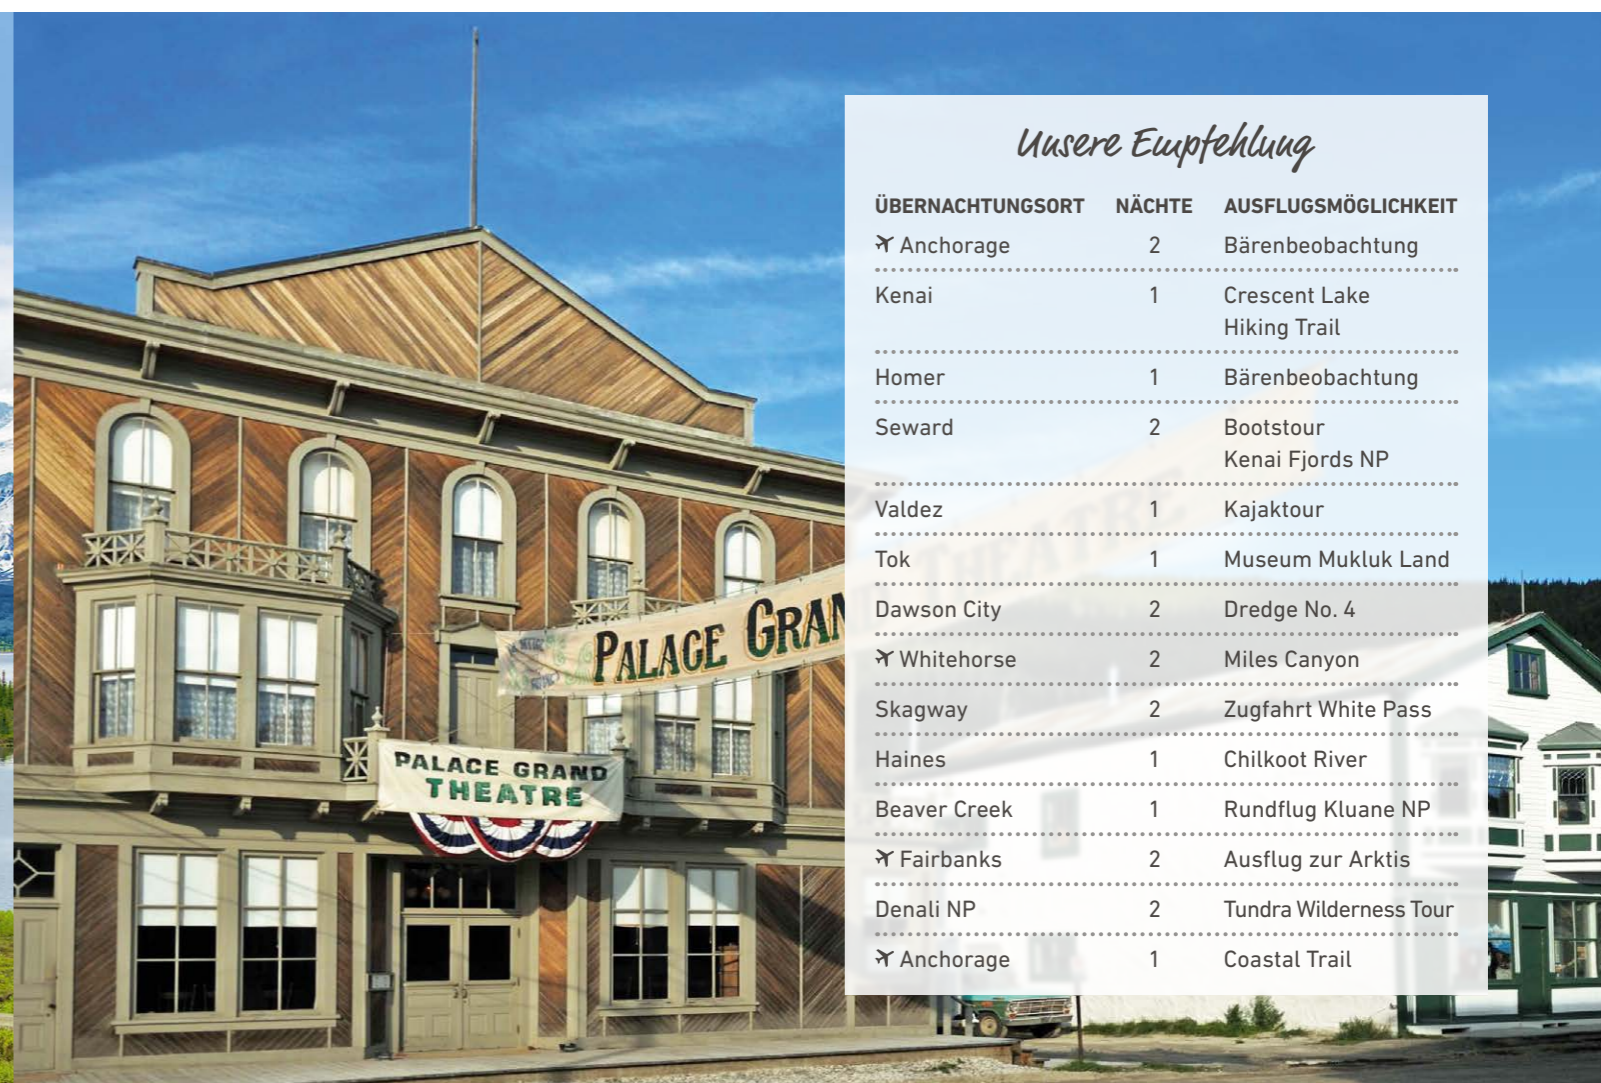 Unsere Empfehlung
ÜBERNACHTUNGSORT NÄCHTE AUSFLUGSMÖGLICHKEIT
Anchorage 2 Bärenbeobachtung
Kenai 1 Crescent Lake
Hiking Trail
Homer 1 Bärenbeobachtung
Seward 2 Bootstour
Kenai Fjords NP
Valdez 1 Kajaktour
Tok 1 Museum Mukluk Land
Dawson City 2 Dredge No. 4
Whitehorse 2 Miles Canyon
Skagway 2 Zugfahrt White Pass
Haines 1 Chilkoot River
Beaver Creek 1 Rundflug Kluane NP
Fairbanks 2 Ausflug zur Arktis
Denali NP 2 Tundra Wilderness Tour
Anchorage 1 Coastal Trail
PALACE GRAN
THEATRE
PALACE GRAND
THEATRE